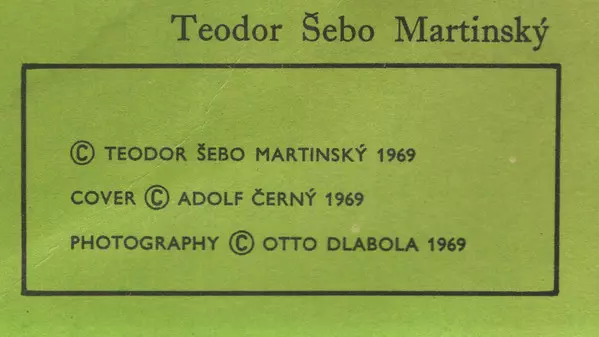 Teodor Šebo Martinský
© TEODOR ŠEBO MARTINSKÝ 1969
COVER © ADOLF ČERNÝ 1969
PHOTOGRAPHY © OTTO DLABOLA 1969